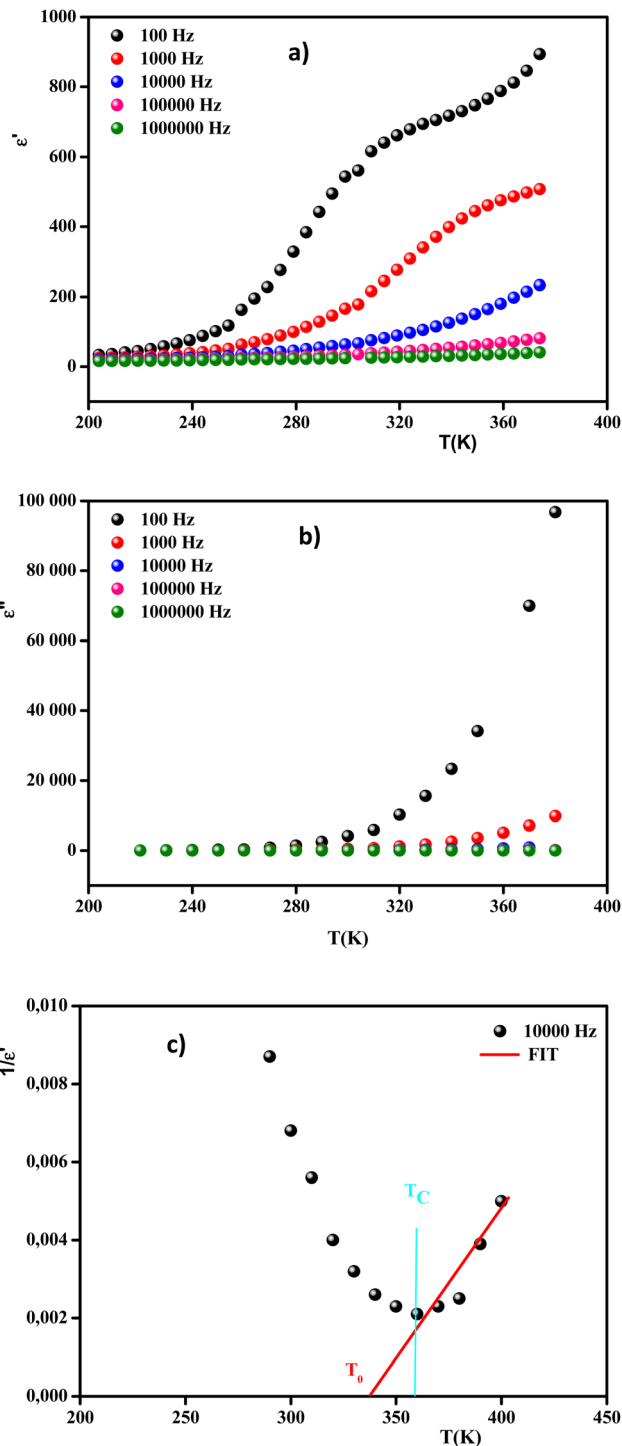 ε'
1000
800
600
400
200
0
a)
100 Hz
1000 Hz
10000 Hz
100000 Hz
1000000 Hz
200
240
280
320
360
400
T(K)
ε"
100 000
80 000
60 000
40 000
20 000
0
b)
100 Hz
1000 Hz
10000 Hz
100000 Hz
1000000 Hz
200
240
280
320
360
400
T(K)
1/ε'
0,010
0,008
0,006
0,004
0,002
0,000
c)
10000 Hz
FIT
TC
T0
250
300
350
400
450
T(K)